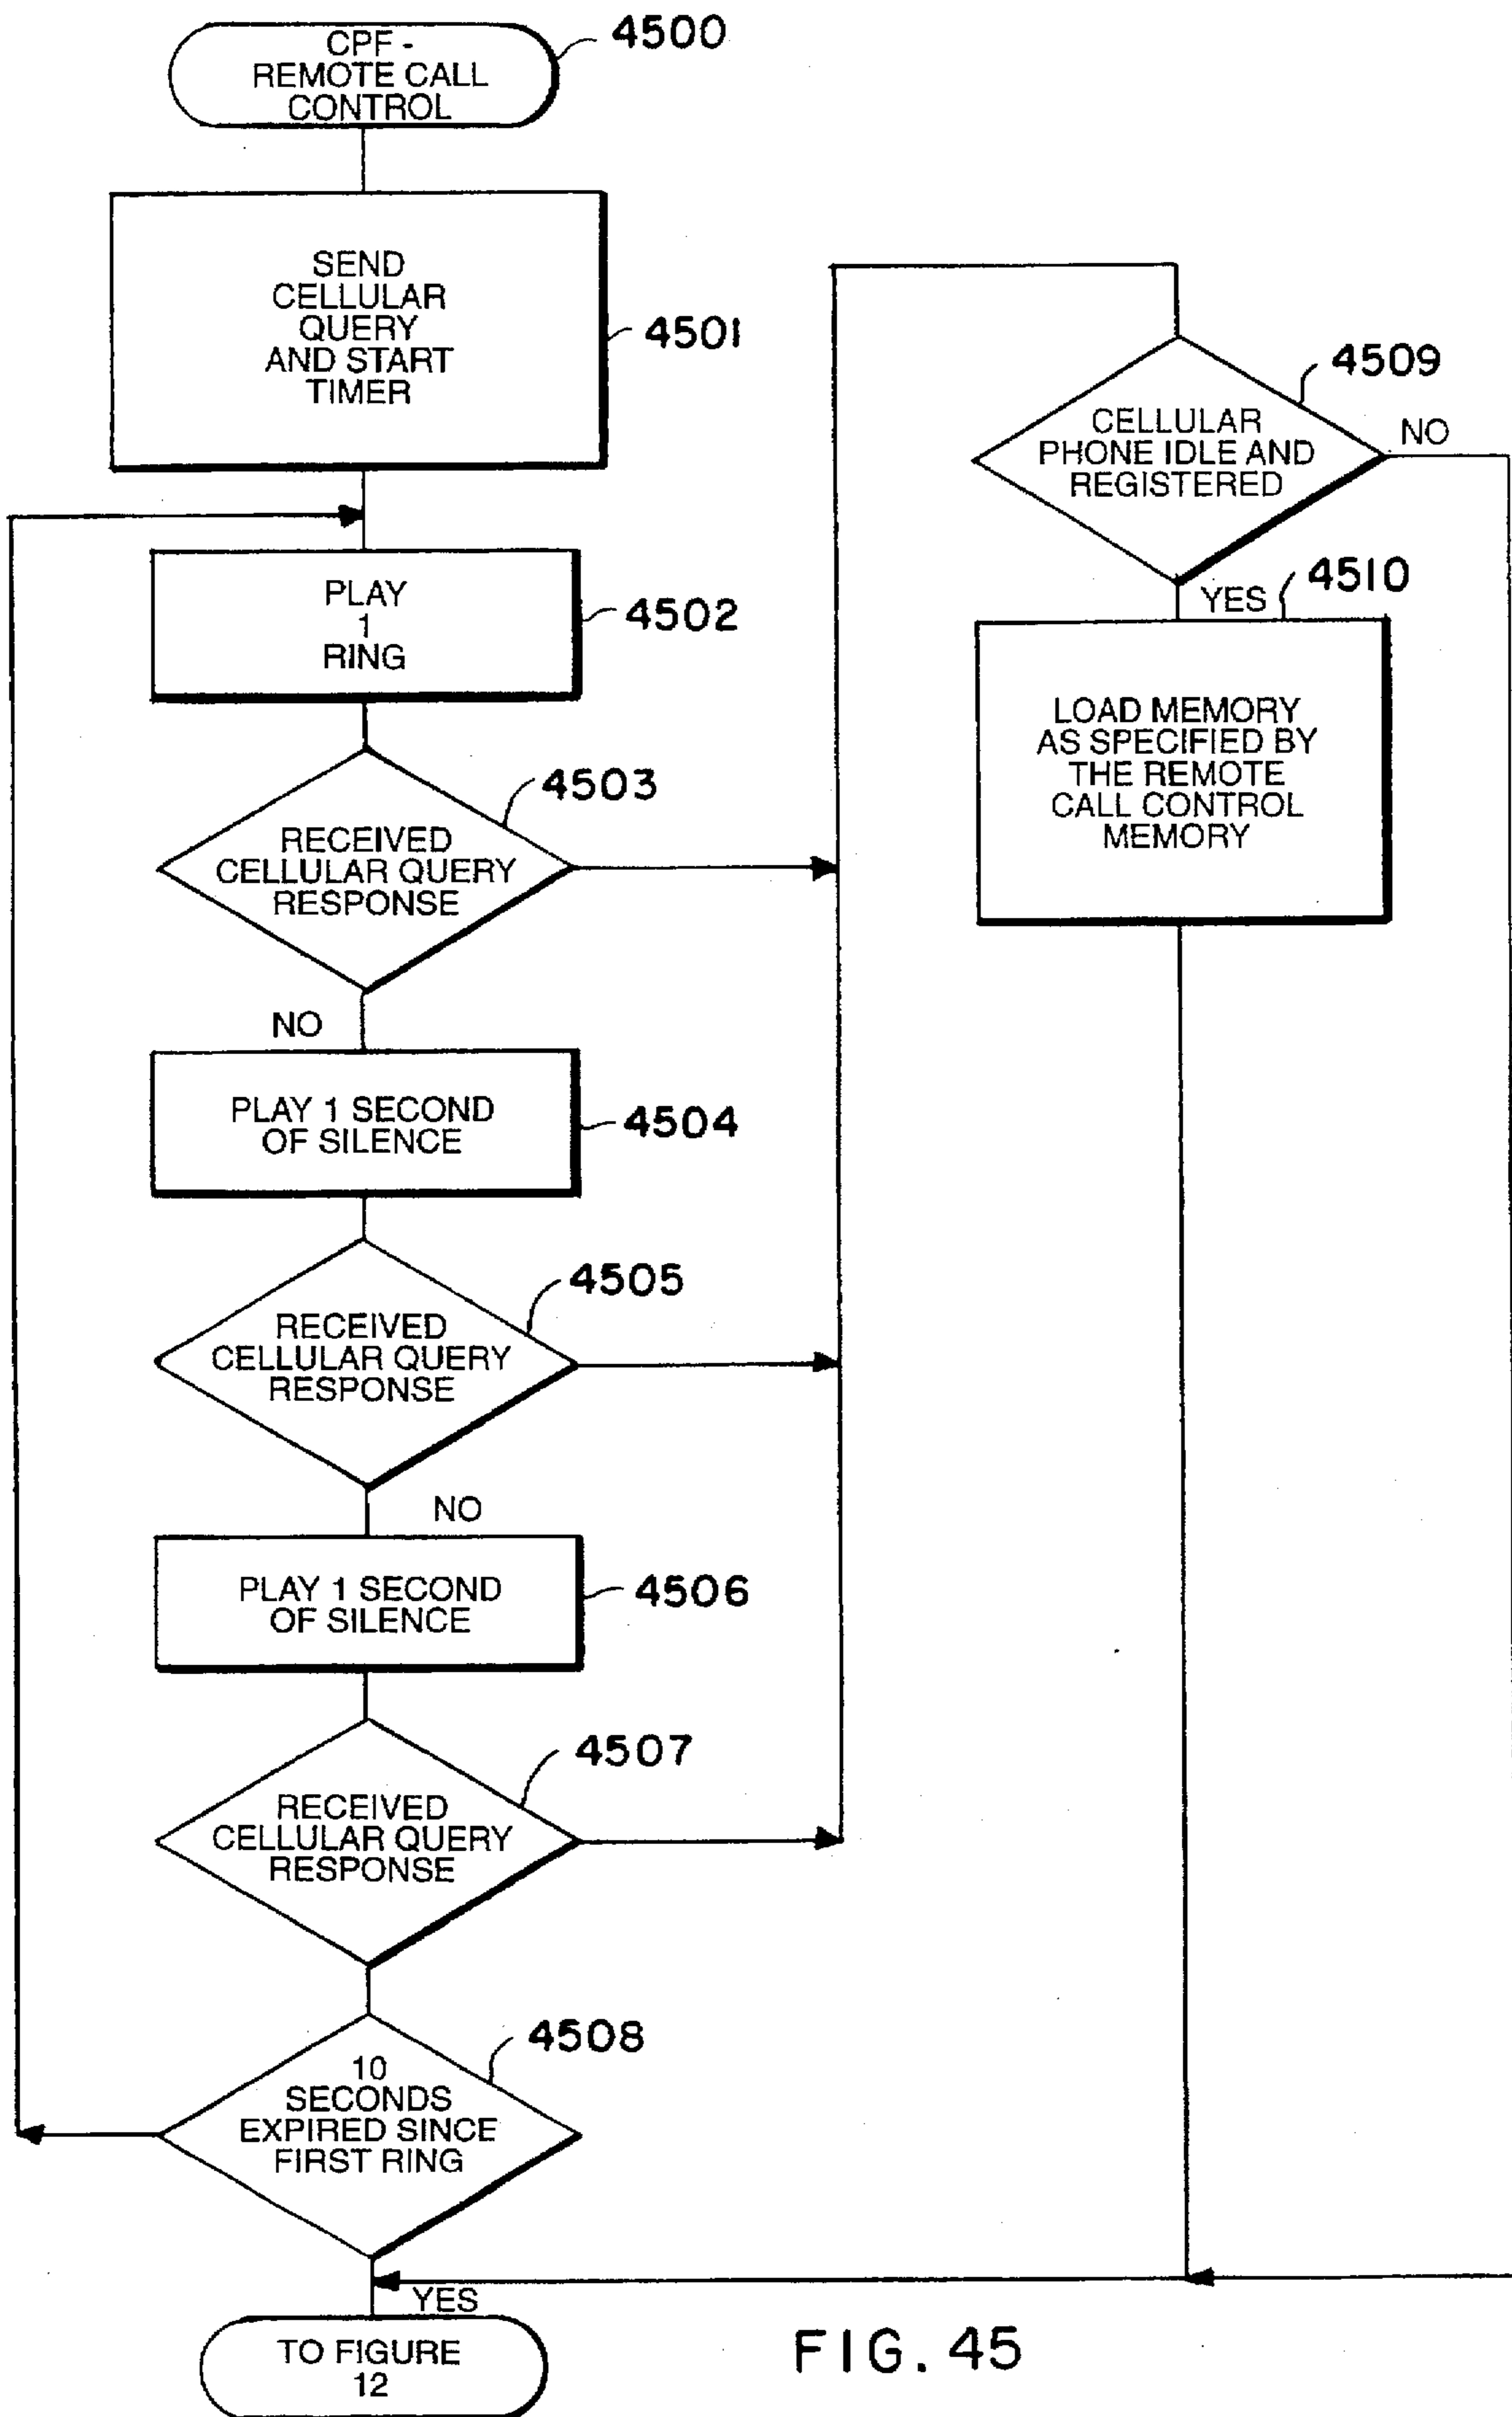 CPF -
REMOTE CALL
CONTROL
4500
SEND
CELLULAR
QUERY
AND START
TIMER
4501
PLAY
1
RING
4502
RECEIVED
CELLULAR QUERY
RESPONSE
4503
NO
PLAY 1 SECOND
OF SILENCE
4504
RECEIVED
CELLULAR QUERY
RESPONSE
4505
NO
PLAY 1 SECOND
OF SILENCE
4506
RECEIVED
CELLULAR QUERY
RESPONSE
4507
10
SECONDS
EXPIRED SINCE
FIRST RING
4508
YES
TO FIGURE
12
CELLULAR
PHONE IDLE AND
REGISTERED
4509
NO
YES
4510
LOAD MEMORY
AS SPECIFIED BY
THE REMOTE
CALL CONTROL
MEMORY
FIG. 45